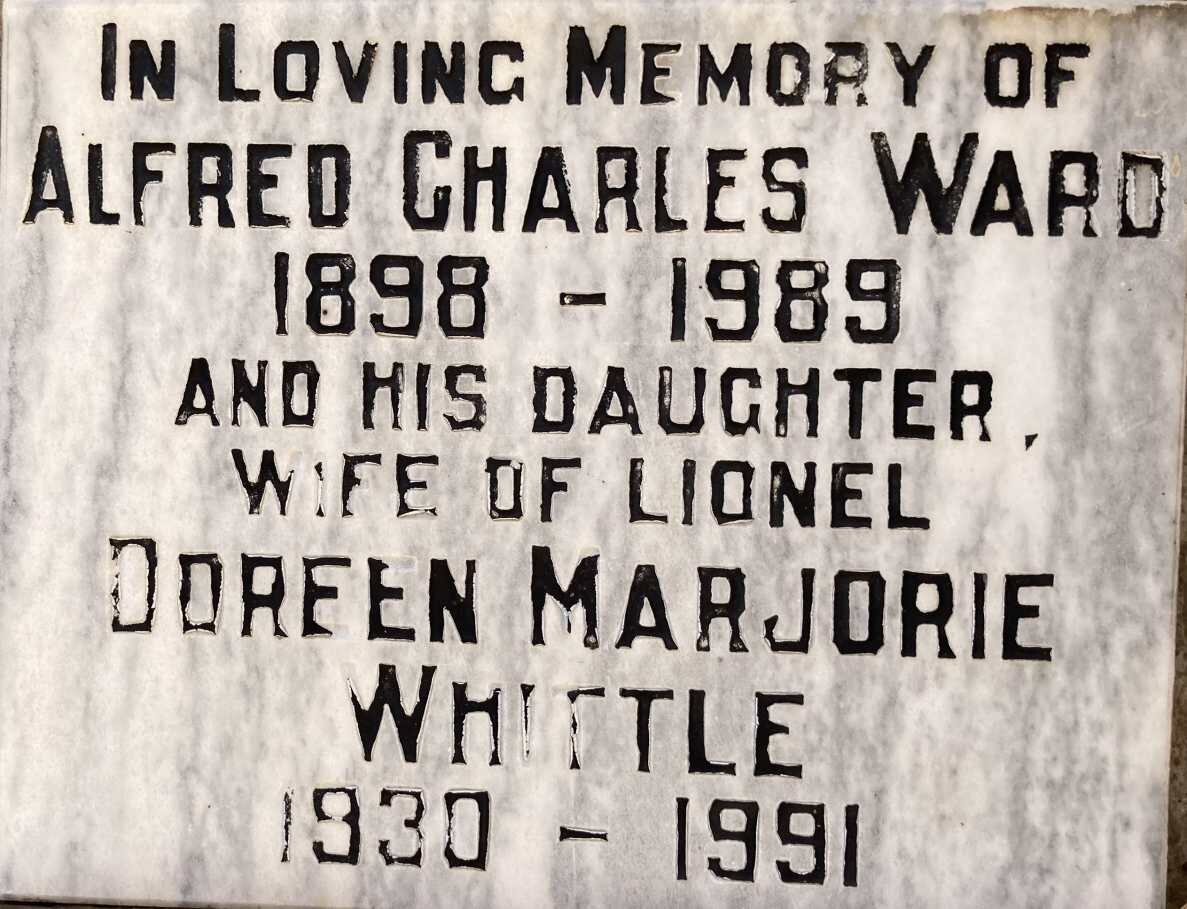 IN LOVING MEMORY OF
ALFRED CHARLES WARD
1898 - 1989
AND HIS DAUGHTER,
WIFE OF LIONEL
DOREEN MARJORIE
WHITTLE
1930 - 1991